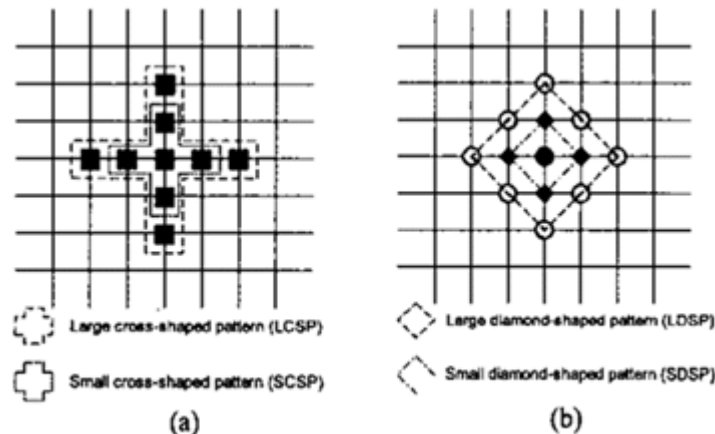 Large cross-shaped pattern (LCSP)
Small cross-shaped pattern (SCSP)
(a)
Large diamond-shaped pattern (LDSP)
Small diamond-shaped pattern (SDSP)
(b)